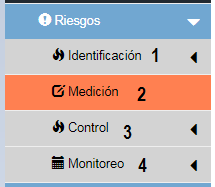 Riesgos
Identificación 1
Medición 2
Control 3
Monitoreo 4